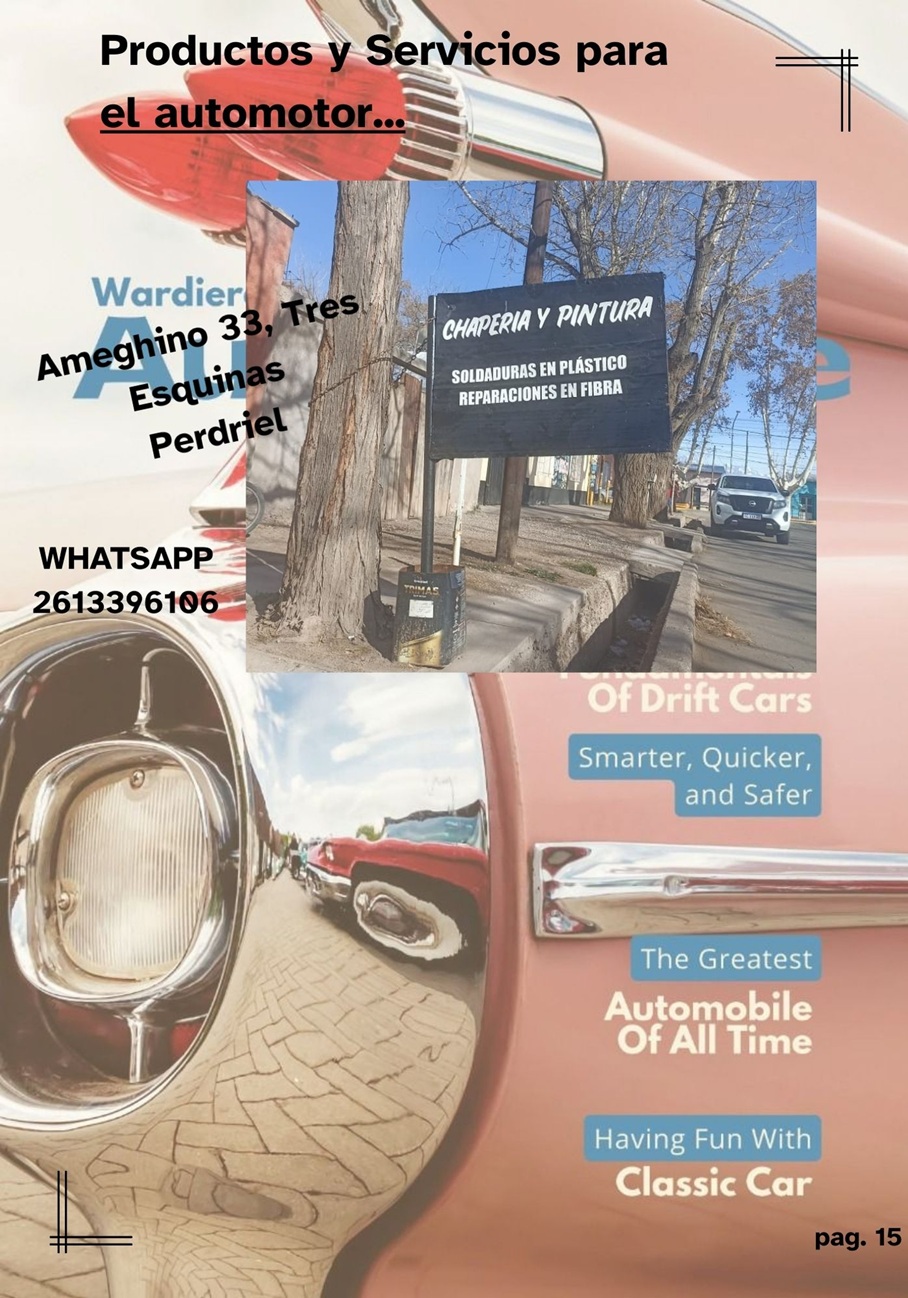 Productos y Servicios para
el automotor...
Wardiere
Ameghino 33, Tres
Esquinas
Perdriel
CHAPERIA Y PINTURA
SOLDADURAS EN PLÁSTICO
REPARACIONES EN FIBRA
TRIMAS
WHATSAPP
2613396106
Fundamentals
Of Drift Cars
Smarter, Quicker,
and Safer
The Greatest
Automobile
Of All Time
Having Fun With
Classic Car
pag. 15